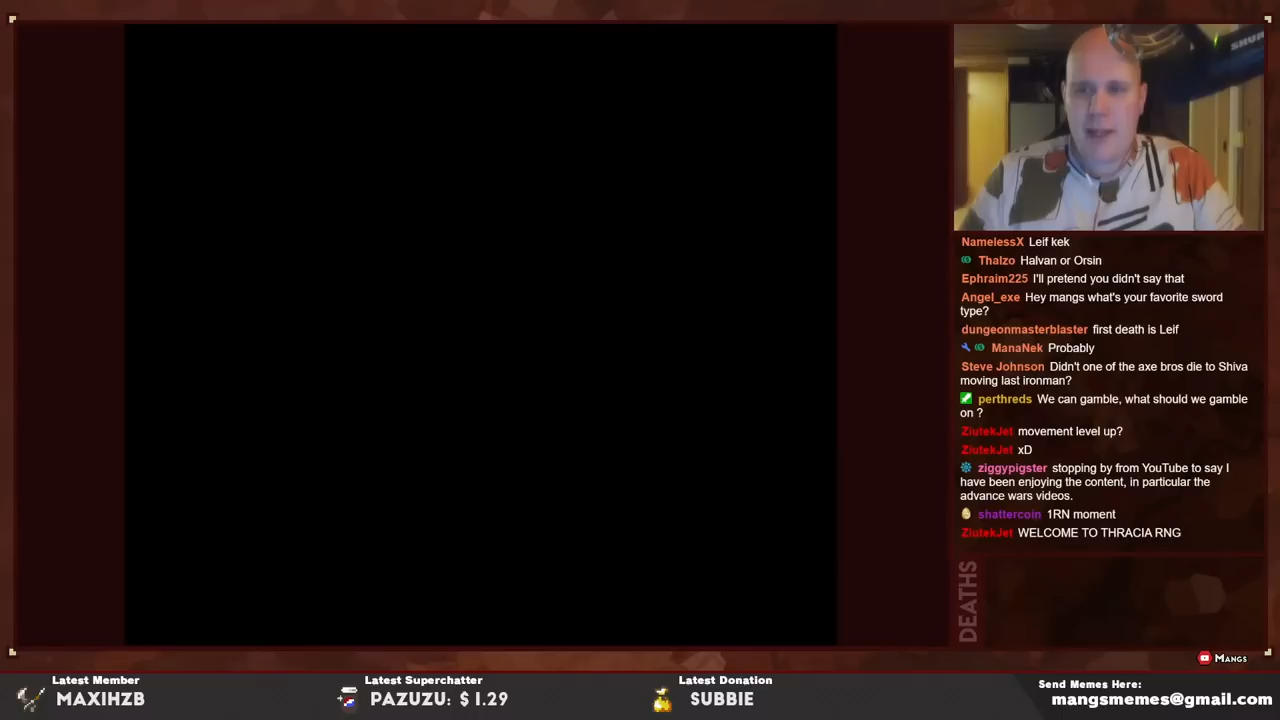 SHURE
NamelessX Leif kek
Thalzo Halvan or Orsin
Ephraim225 I'll pretend you didn't say that
Angel_exe Hey mangs what's your favorite sword
type?
dungeonmasterblaster first death is Leif
ManaNek Probably
Steve Johnson Didn't one of the axe bros die to Shiva
moving last ironman?
perthreds We can gamble, what should we gamble
on ?
ZiutekJet movement level up?
ZiutekJet xD
ziggypigster stopping by from YouTube to say I
have been enjoying the content, in particular the
advance wars videos.
shattercoin 1RN moment
ZiutekJet WELCOME TO THRACIA RNG
DEATHS
MANGS
Latest Member
MAXIHZB
Latest Superchatter
PAZUZU: $ 1.29
Latest Donation
SUBBIE
Send Memes Here:
mangsmemes@gmail.com